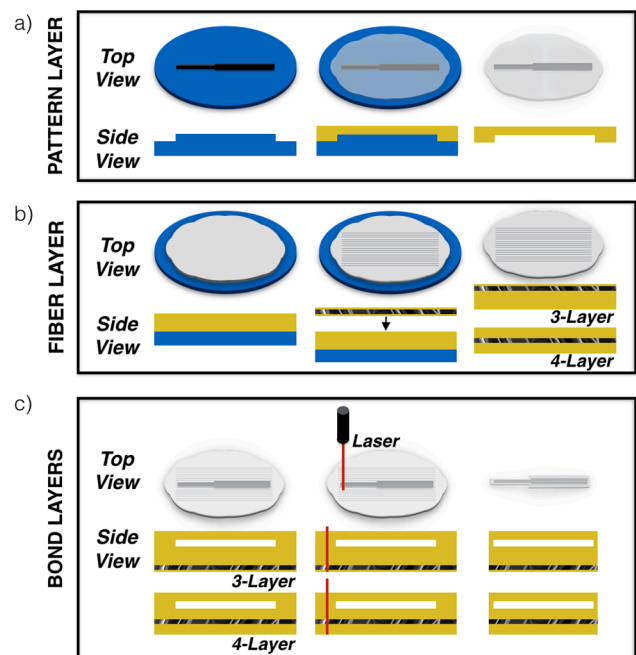 a)
PATTERN LAYER
Top
View
Side
View
b)
FIBER LAYER
Top
View
Side
View
3-Layer
4-Layer
c)
BOND LAYERS
Laser
Top
View
Side
View
3-Layer
4-Layer